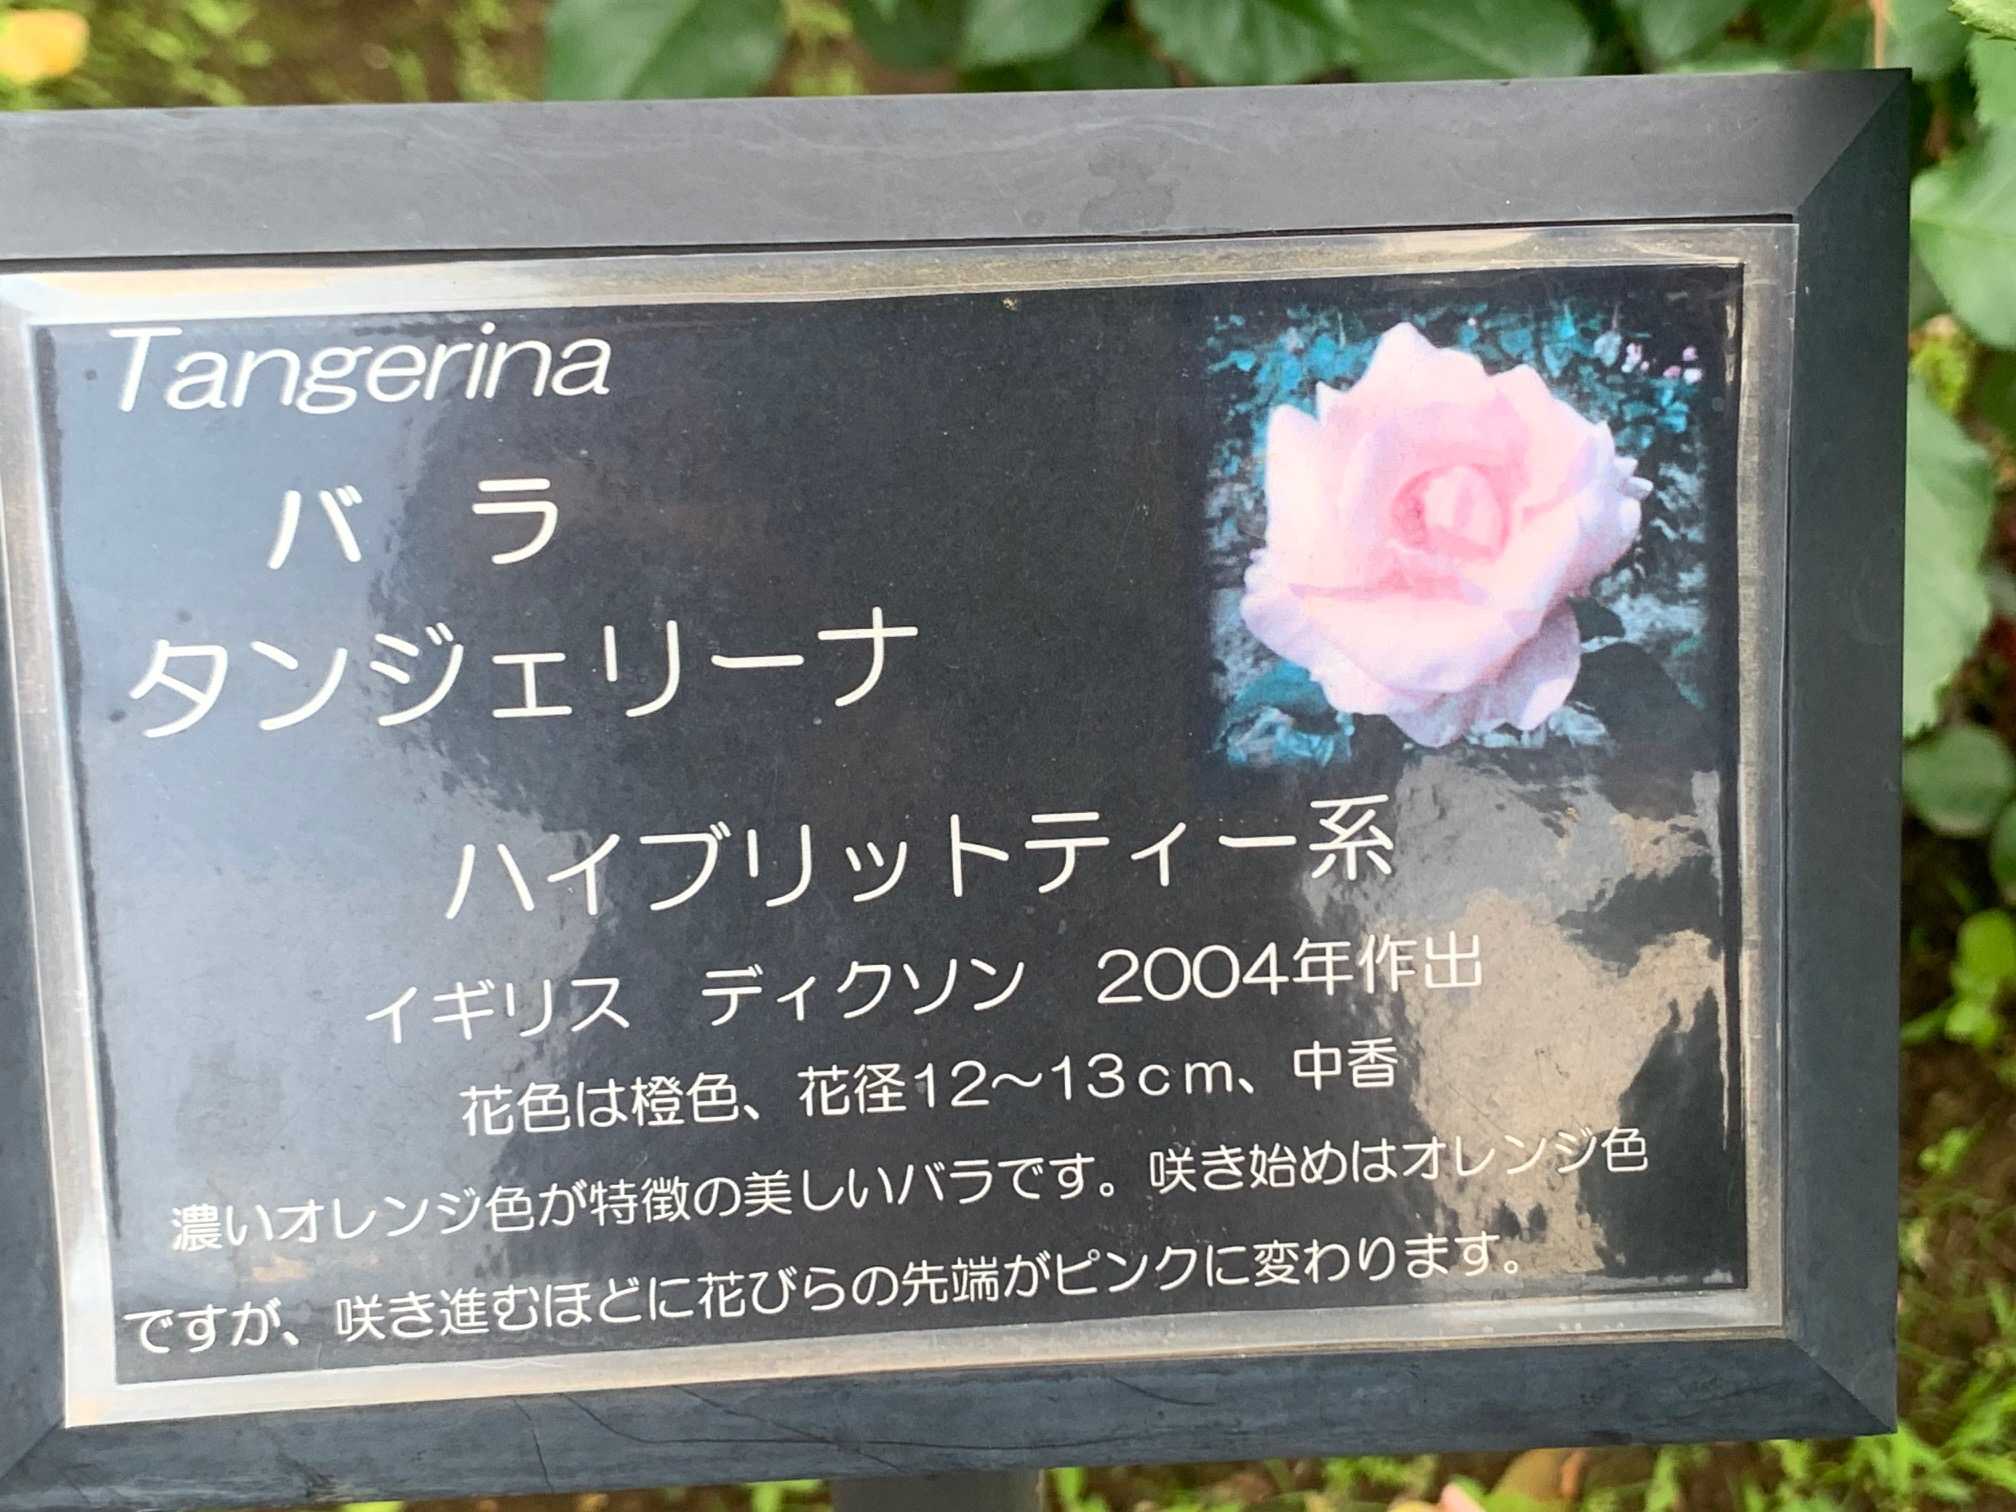 Tangerina
バ　ラ
タンジェリーナ
ハイブリットティー系
イギリス　ディクソン　2004年作出
花色は橙色、花径12～13ｃｍ、中香
濃いオレンジ色が特徴の美しいバラです。咲き始めはオレンジ色
ですが、咲き進むほどに花びらの先端がピンクに変わります。